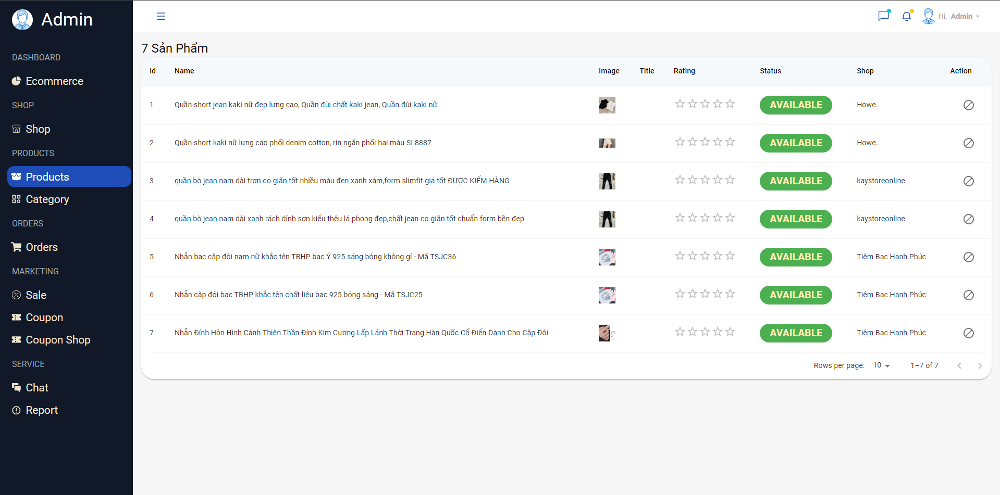 Admin
DASHBOARD
Ecommerce
SHOP
Shop
PRODUCTS
Products
Category
ORDERS
Orders
MARKETING
Sale
Coupon
Coupon Shop
SERVICE
Chat
Report
Hi, Admin
7 Sản Phẩm
Id Name Image Title Rating Status Shop Action
1 Quần short jean kaki nữ đẹp lưng cao, Quần đùi chất kaki jean, Quần đùi kaki nữ AVAILABLE Howe..
2 Quần short kaki nữ lưng cao phối denim cotton, rin ngắn phối hai màu SL8887 AVAILABLE Howe..
3 quần bò jean nam dài trơn co giãn tốt nhiều màu đen xanh xám,form slimfit giá tốt ĐƯỢC KIỂM HÀNG AVAILABLE kaystoreonline
4 quần bò jean nam dài xanh rách dính sơn kiểu thêu lá phong đẹp,chất jean co giãn tốt chuẩn form bền đẹp AVAILABLE kaystoreonline
5 Nhẫn bạc cặp đôi nam nữ khắc tên TBHP bạc Ý 925 sáng bóng không gỉ - Mã TSJC36 AVAILABLE Tiệm Bạc Hạnh Phúc
6 Nhẫn cặp đôi bạc TBHP khắc tên chất liệu bạc 925 bóng sáng - Mã TSJC25 AVAILABLE Tiệm Bạc Hạnh Phúc
7 Nhẫn Đính Hôn Hình Cánh Thiên Thần Đính Kim Cương Lấp Lánh Thời Trang Hàn Quốc Cổ Điển Dành Cho Cặp Đôi AVAILABLE Tiệm Bạc Hạnh Phúc
Rows per page: 10 1–7 of 7